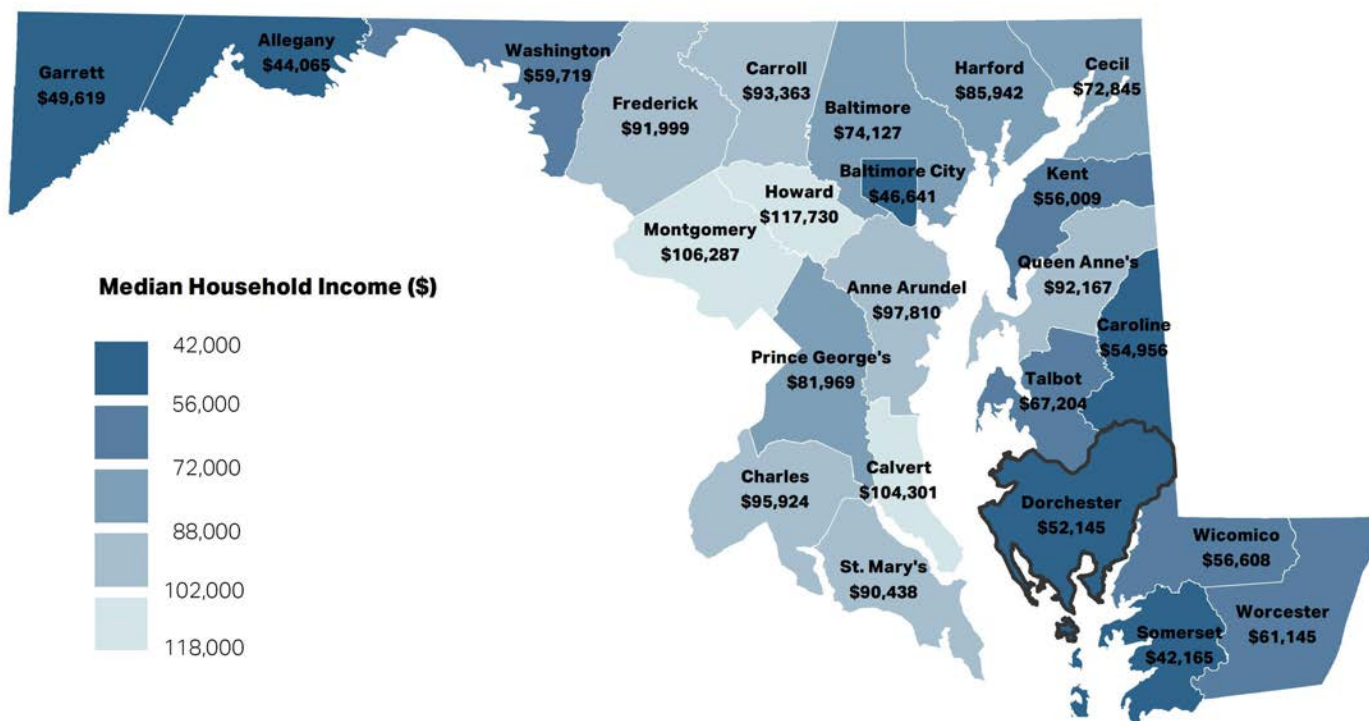 Garrett
$49,619
Allegany
$44,065
Washington
$59,719
Frederick
$91,999
Carroll
$93,363
Baltimore
$74,127
Harford
$85,942
Cecil
$72,845
Baltimore City
$46,641
Kent
$56,009
Howard
$117,730
Montgomery
$106,287
Queen Anne's
$92,167
Anne Arundel
$97,810
Caroline
$54,956
Prince George's
$81,969
Talbot
$67,204
Charles
$95,924
Calvert
$104,301
Dorchester
$52,145
Wicomico
$56,608
St. Mary's
$90,438
Worcester
$61,145
Somerset
$42,165
Median Household Income ($)
42,000
56,000
72,000
88,000
102,000
118,000